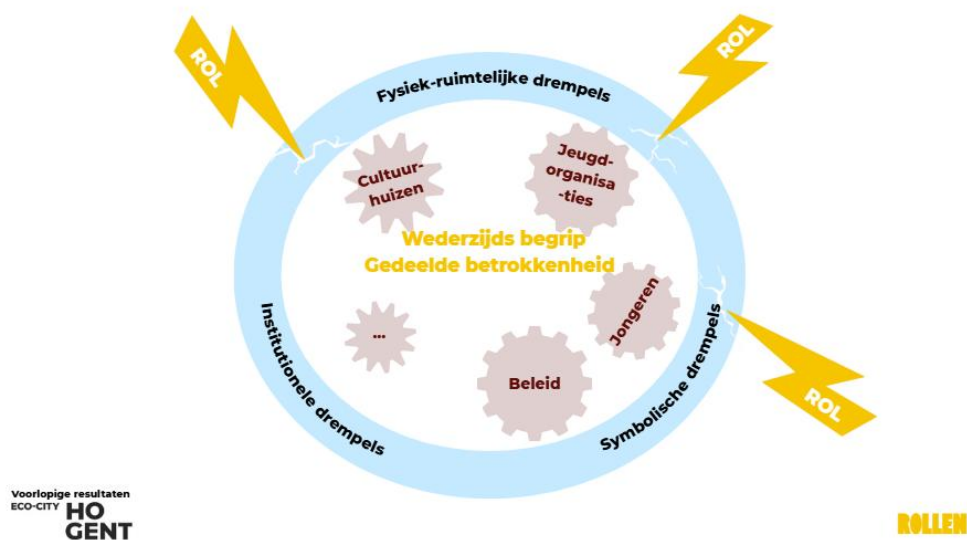 ROL
ROL
Fysiek-ruimtelijke drempels
Cultuur-
huizen
Jeugd-
organisa
-ties
Wederzijds begrip
Gedeelde betrokkenheid
Jongeren
...
Beleid
Institutionele drempels
Symbolische drempels
ROL
Voorlopige resultaten
ECO-CITY
HO
GENT
ROLLEN